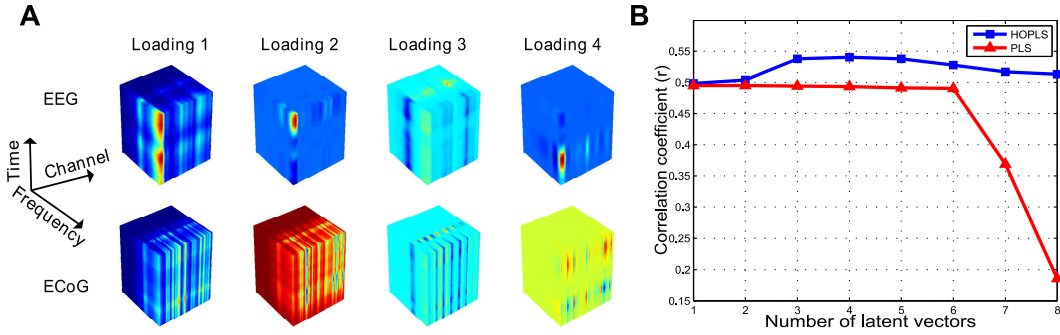 A
Loading 1
Loading 2
Loading 3
Loading 4
EEG
Time
Channel
Frequency
ECoG
B
Correlation coefficient (r)
0.55
0.5
0.45
0.4
0.35
0.3
0.25
0.2
0.15
HOPLS
PLS
1 2 3 4 5 6 7 8
Number of latent vectors